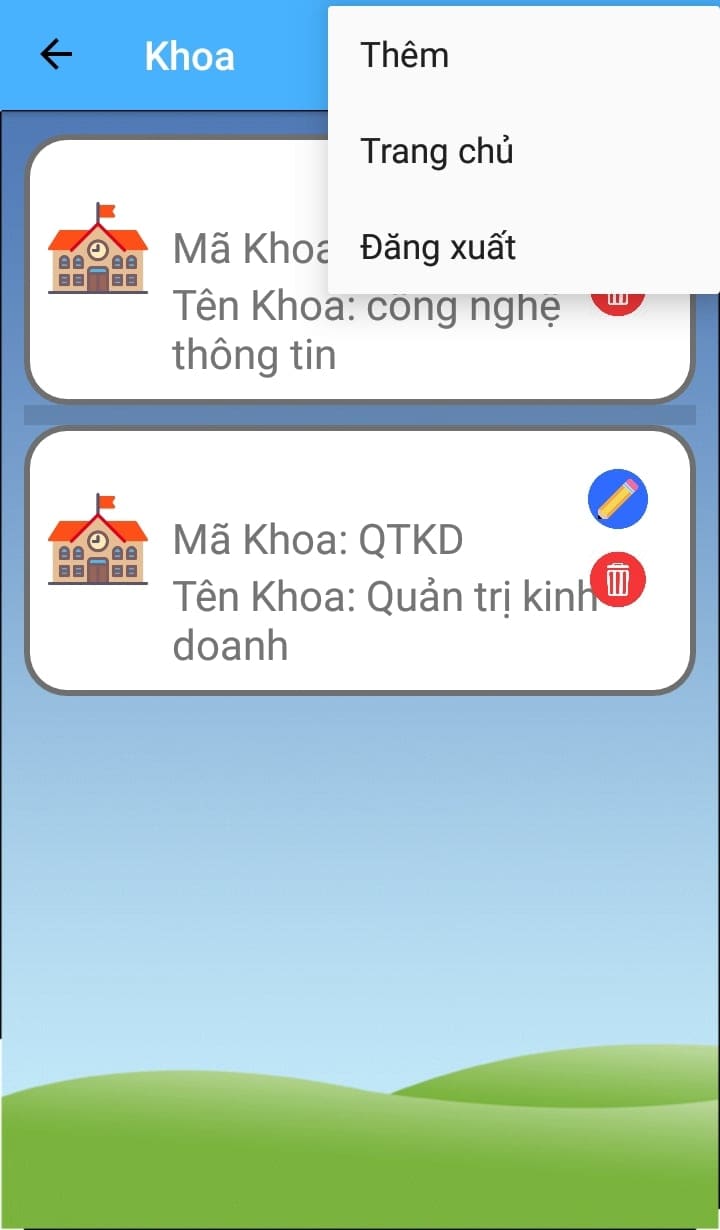 Khoa
Thêm
Trang chủ
Đăng xuất
Mã Khoa
Tên Khoa: công nghệ
thông tin
Mã Khoa: QTKD
Tên Khoa: Quản trị kinh
doanh